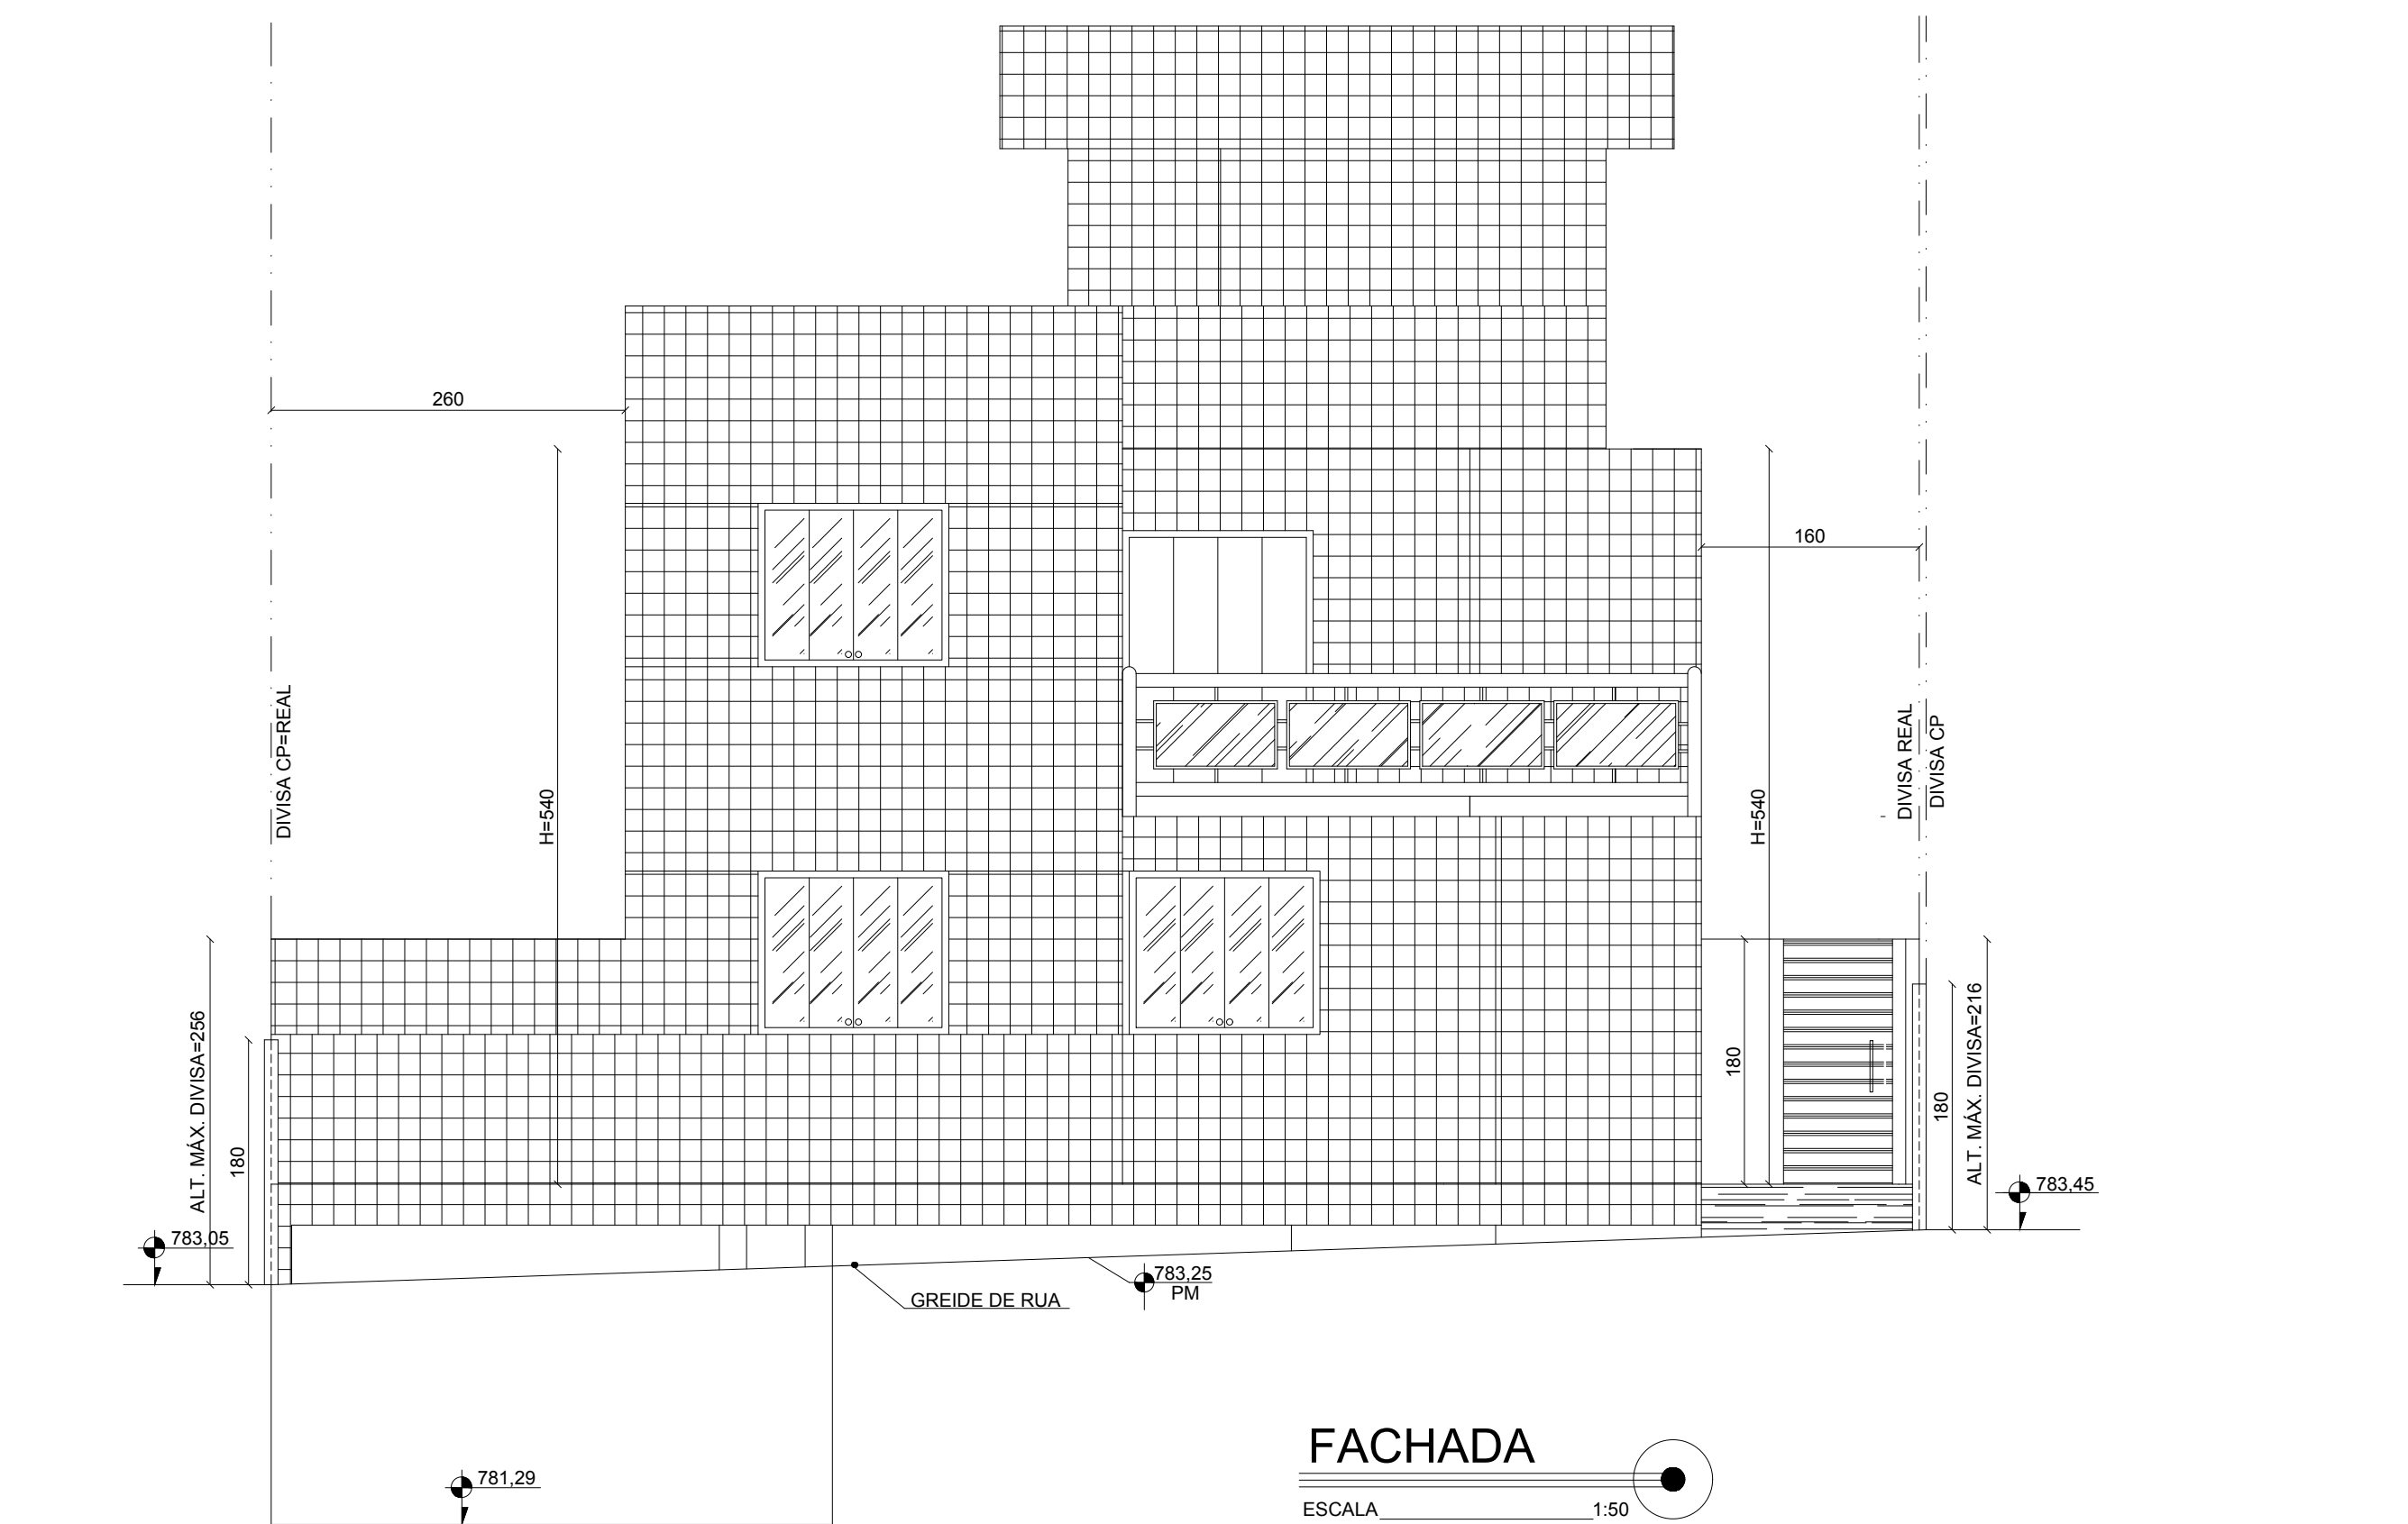 260
160
DIVISA CP=REAL
H=540
H=540
DIVISA REAL
DIVISA CP
ALT. MÁX. DIVISA=256
180
180
180
ALT. MÁX. DIVISA=216
783,05
783,45
783,25
PM
GREIDE DE RUA
781,29
FACHADA
ESCALA 1:50